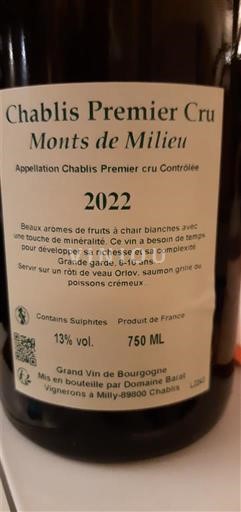 Chablis Premier Cru
Monts de Milieu
Appellation Chablis Premier cru Contrôlée
2022
Beaux aromes de fruits à chair blanches avec
une touche de minéralité. Ce vin a besoin de temps
pour développer sa richesse et sa complexité
Grande garde, 6-10 ans.
Servir sur un rôti de veau Orlov, saumon grillé ou
poissons crémeux
Contains Sulphites Produit de France
13% vol. 750 ML
Grand Vin de Bourgogne
Mis en bouteille par Domaine Barat
Vignerons à Milly-89800 Chablis